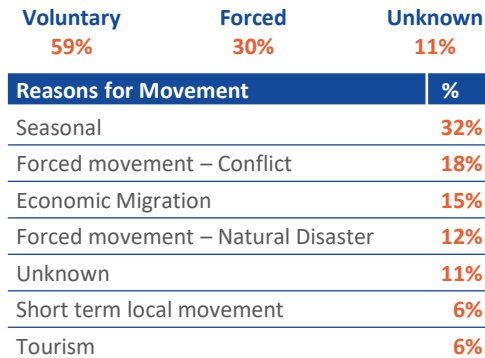 Voluntary Forced Unknown
59% 30% 11%
Reasons for Movement %
Seasonal 32%
Forced movement – Conflict 18%
Economic Migration 15%
Forced movement – Natural Disaster 12%
Unknown 11%
Short term local movement 6%
Tourism 6%